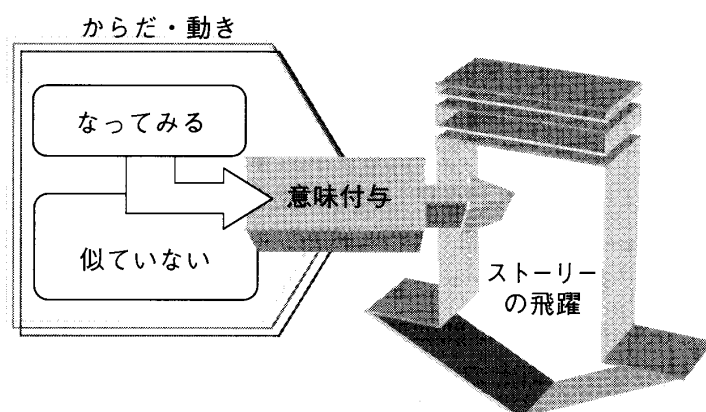 からだ・動き
なってみる
意味付与
似ていない
ストーリー
の飛躍